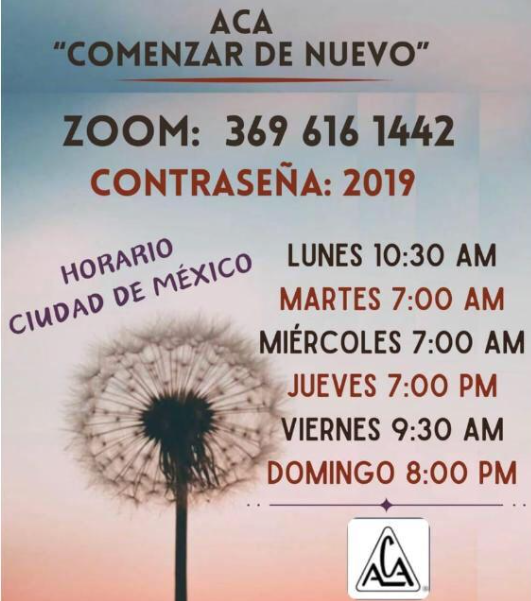 ACA
“COMENZAR DE NUEVO”
ZOOM: 369 616 1442
CONTRASEÑA: 2019
HORARIO
CIUDAD DE MÉXICO
LUNES 10:30 AM
MARTES 7:00 AM
MIÉRCOLES 7:00 AM
JUEVES 7:00 PM
VIERNES 9:30 AM
DOMINGO 8:00 PM
ACA®